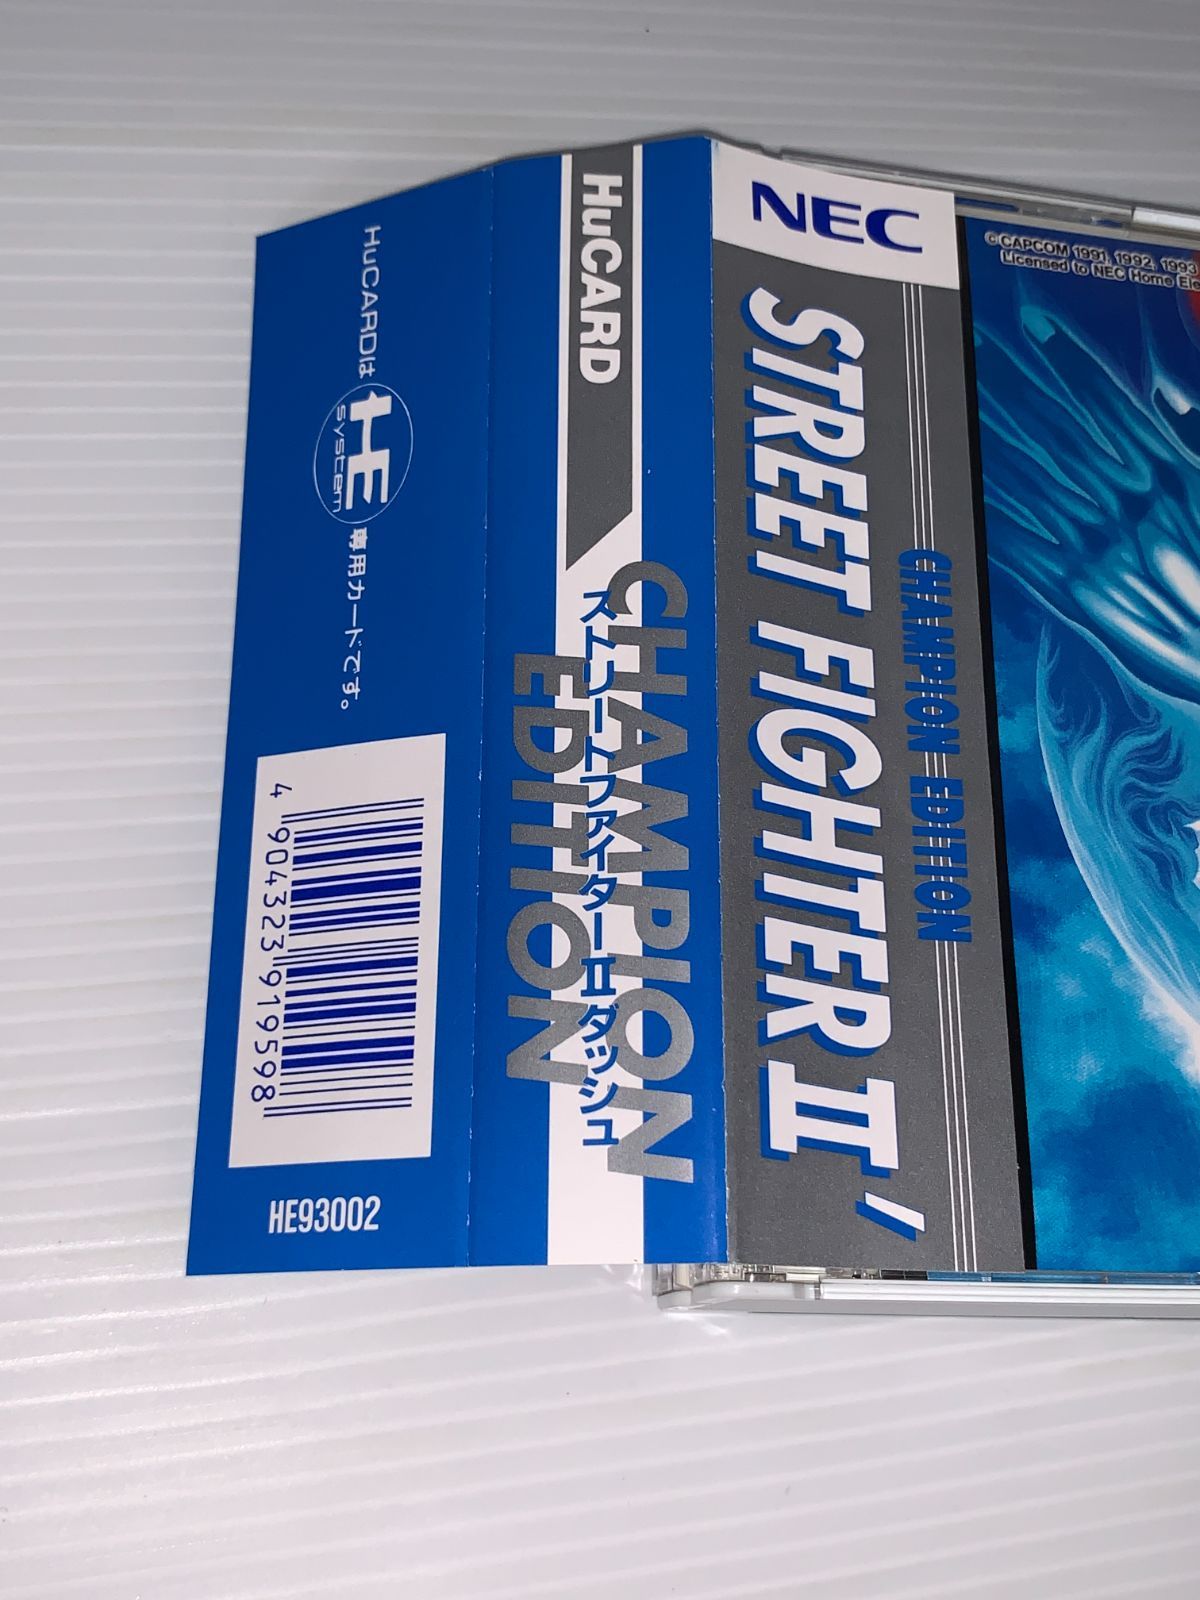 HuCARDは HE system 専用カードです。
4 904323 919598
HE93002
HuCARD
CHAMPION
EDITION
ストリートファイターⅡダッシュ
NEC
STREET FIGHTER II'
CHAMPION EDITION
©CAPCOM 1991, 1992, 1993
Licensed to NEC Home